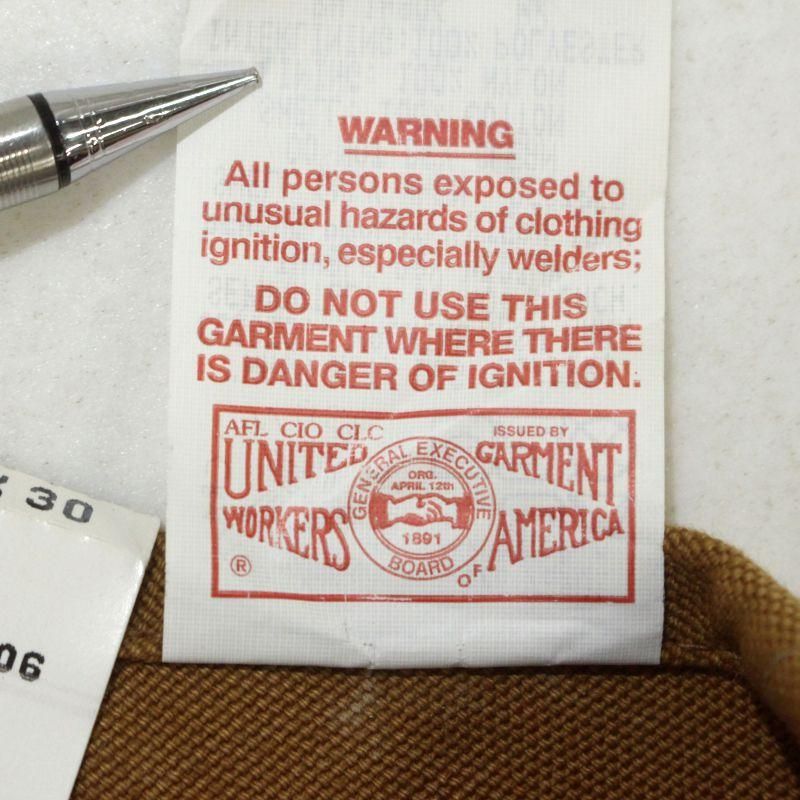 WARNING
All persons exposed to
unusual hazards of clothing
ignition, especially welders;
DO NOT USE THIS
GARMENT WHERE THERE
IS DANGER OF IGNITION.
AFL CIO CLC
ISSUED BY
UNITED GARMENT
WORKERS OF AMERICA
GENERAL EXECUTIVE
ORG.
APRIL 12th
1891
BOARD
®
30
06